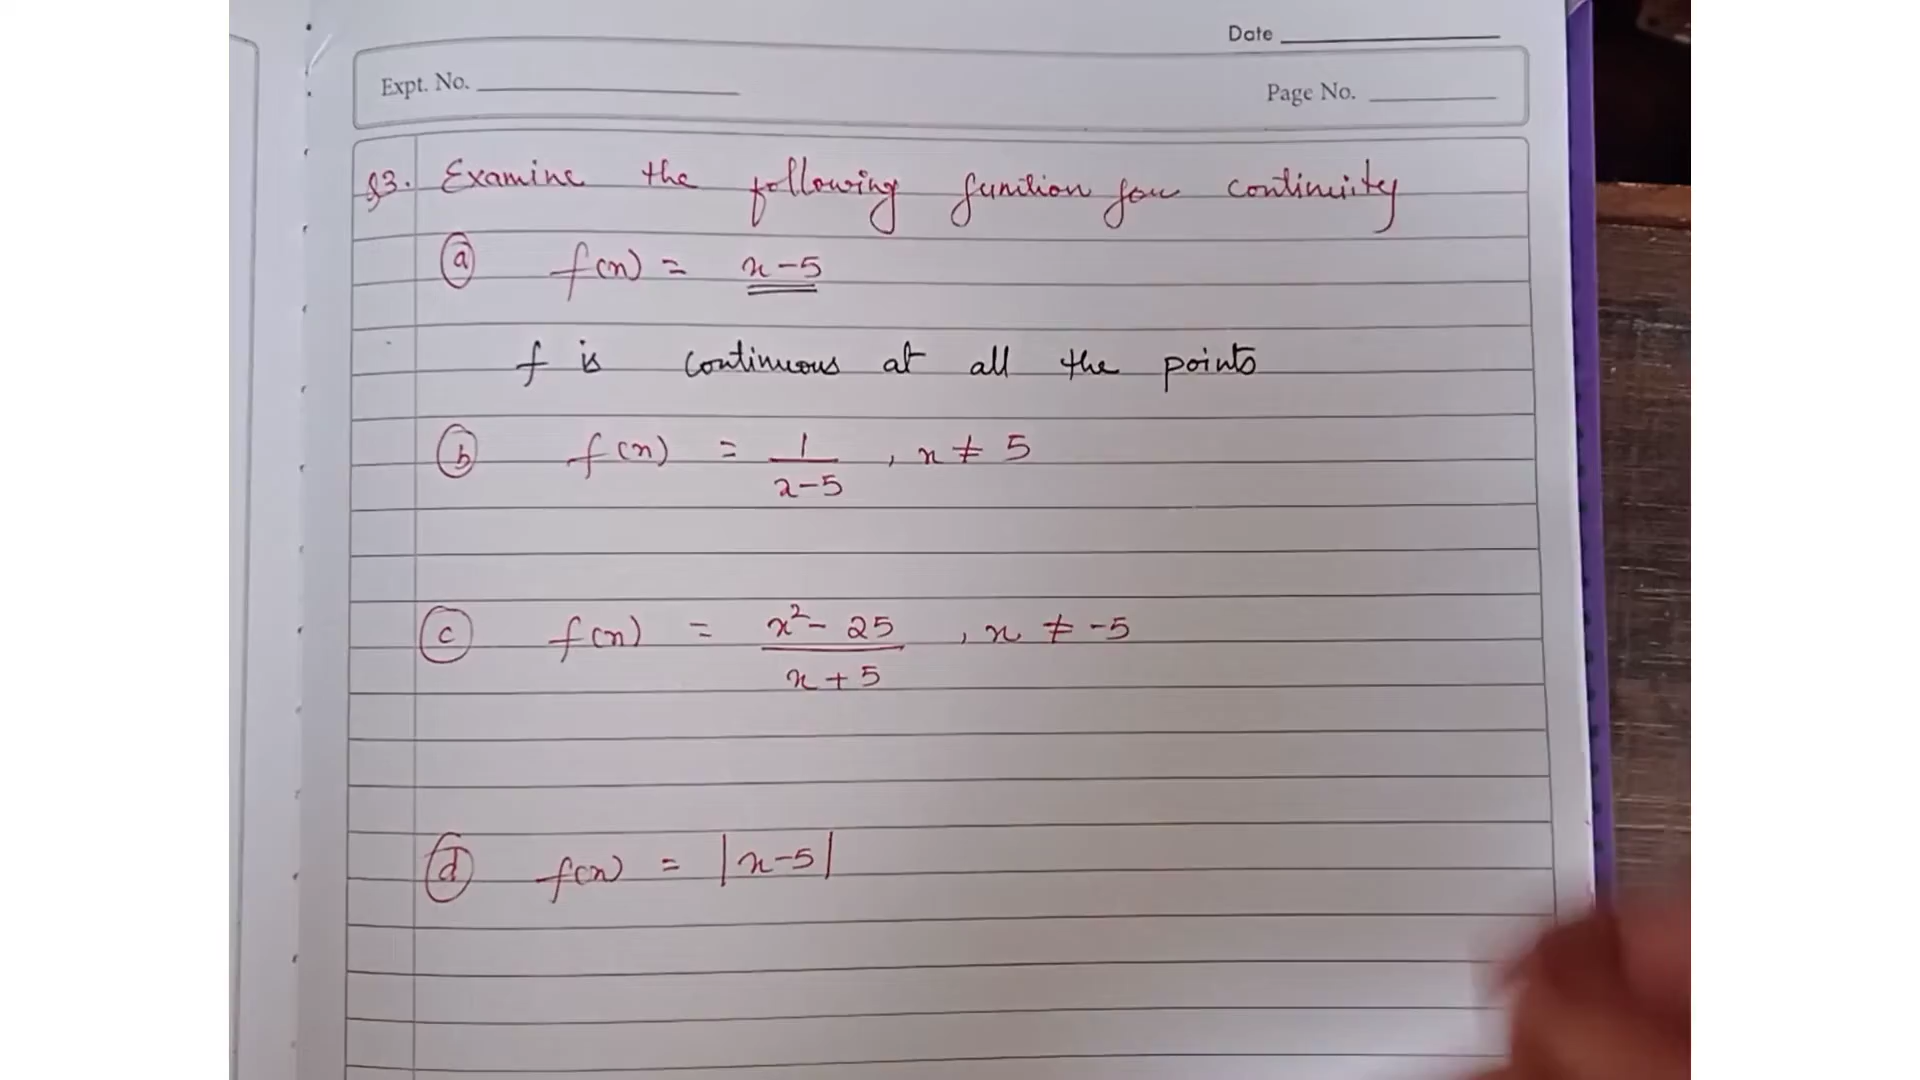 Date
Expt. No.
Page No.
Q3. Examine the following function for continuity
(a) f(x) = x-5
f is continuous at all the points
(b) f(x) = 1/(x-5) , x ≠ 5
(c) f(x) = (x² - 25)/(x + 5) , x ≠ -5
(d) f(x) = |x-5|